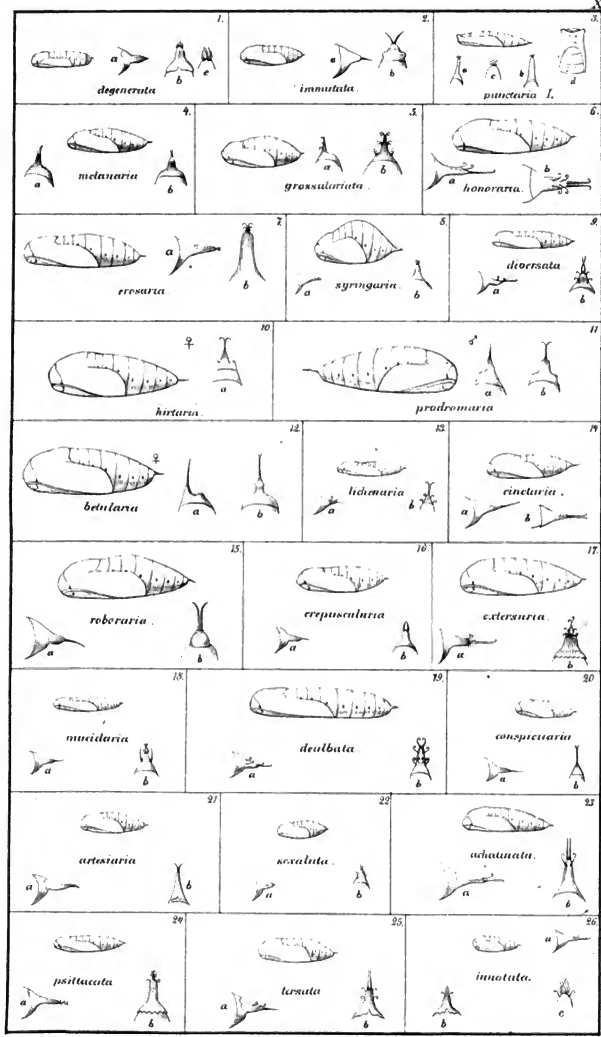 X
1.
a
b
c
degenerata
2.
a
b
immutata
3.
a
c
b
d
punctaria I.
4.
melanaria
a
b
5.
a
b
grossulariata.
6.
a
b
honoraria.
7.
a
b
erosaria
8.
a
b
syringaria.
9.
diversata
a
b
10.
♀
a
hirtaria.
11
♂
a
b
prodromaria
12.
♀
betularia
a
b
13.
lichenaria
a
b
14
cinctaria.
a
b
15.
roboraria.
a
b
16.
crepuscularia
a
b
17.
extersaria
a
b
18.
mucidaria
a
b
19.
dealbata
a
b
20
conspicuaria
a
b
21
artesiaria
a
b
22
sexalata.
a
b
23
achatinata.
a
b
24
psittacata
a
b
25.
tersata
a
b
26.
a
innotata.
b
c